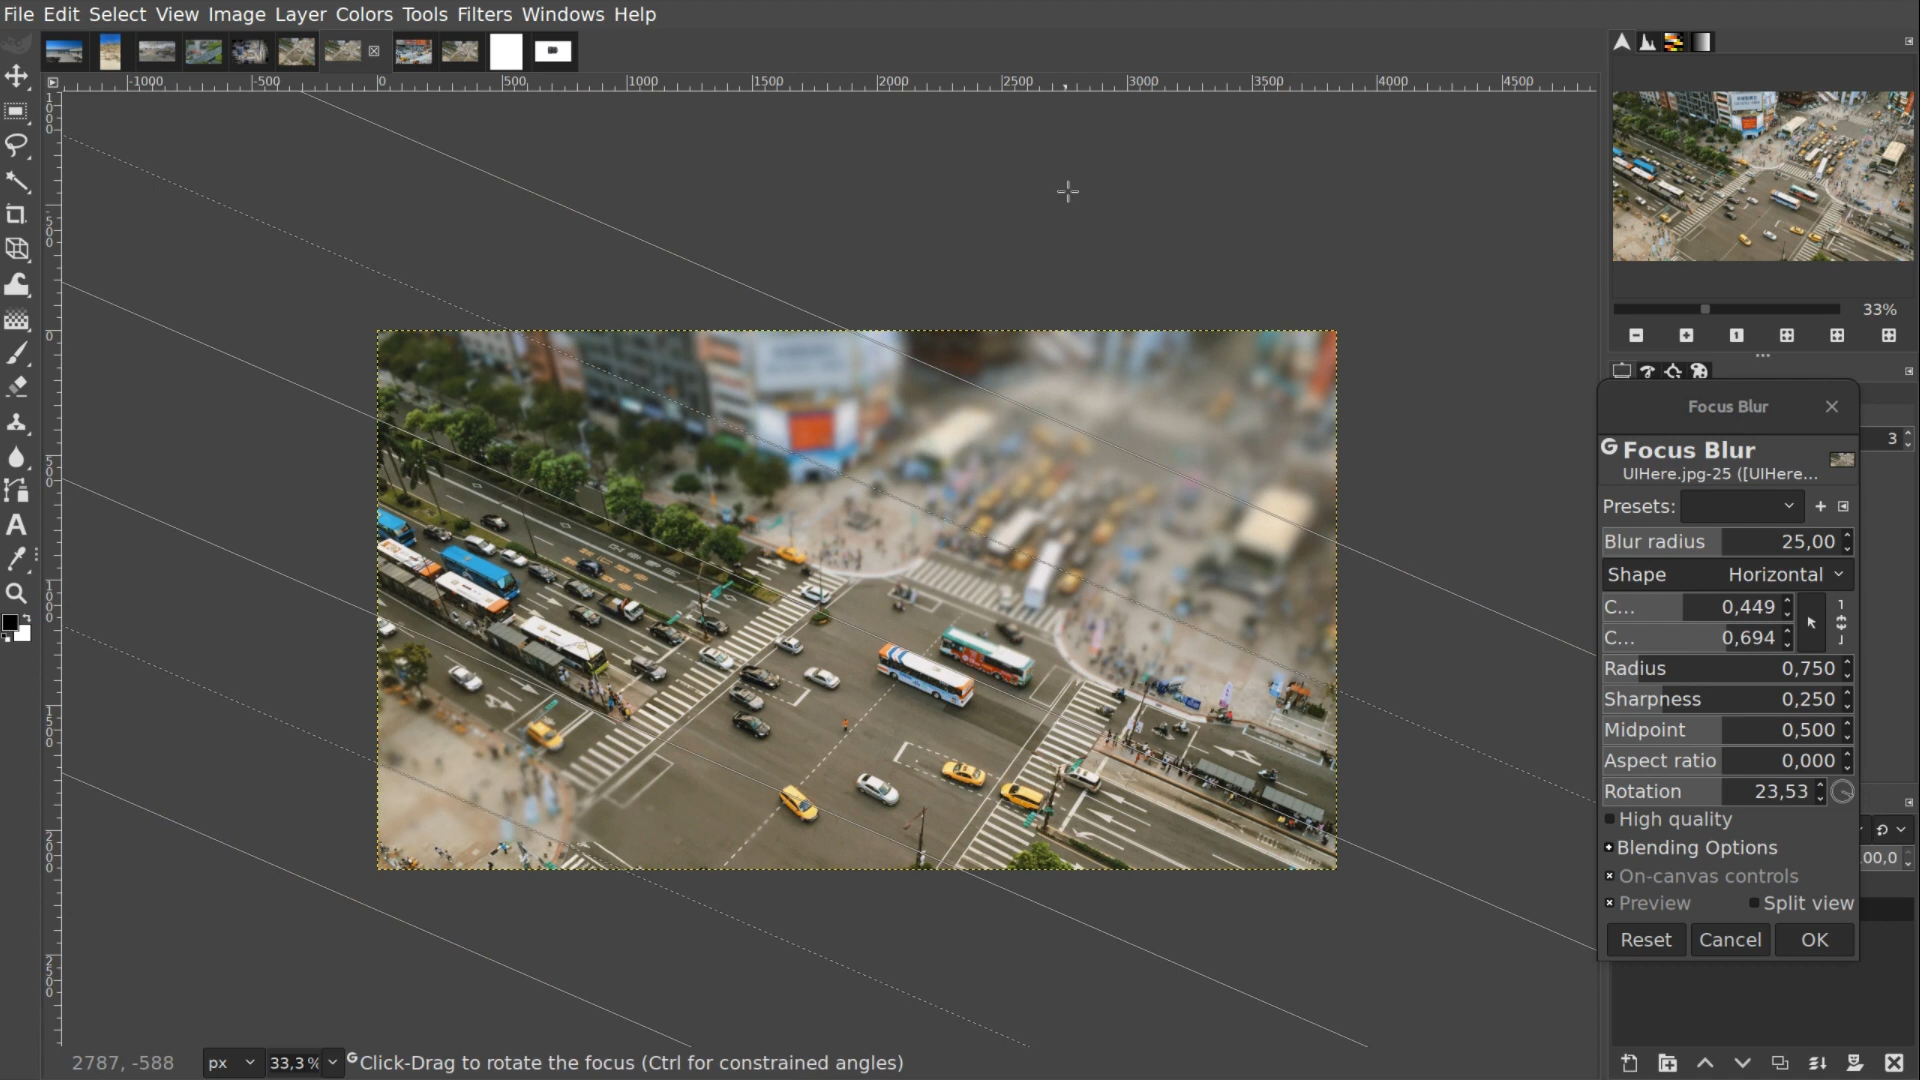 File Edit Select View Image Layer Colors Tools Filters Windows Help
-1000 -500 0 500 1000 1500 2000 2500 3000 3500 4000 4500
33%
Focus Blur
Focus Blur
UIHere.jpg-25 ([UIHere...
3
Presets:
Blur radius 25,00
Shape Horizontal
C... 0,449
C... 0,694
Radius 0,750
Sharpness 0,250
Midpoint 0,500
Aspect ratio 0,000
Rotation 23,53
High quality
Blending Options
00,0
On-canvas controls
Preview Split view
Reset Cancel OK
2787, -588 px 33,3 % Click-Drag to rotate the focus (Ctrl for constrained angles)